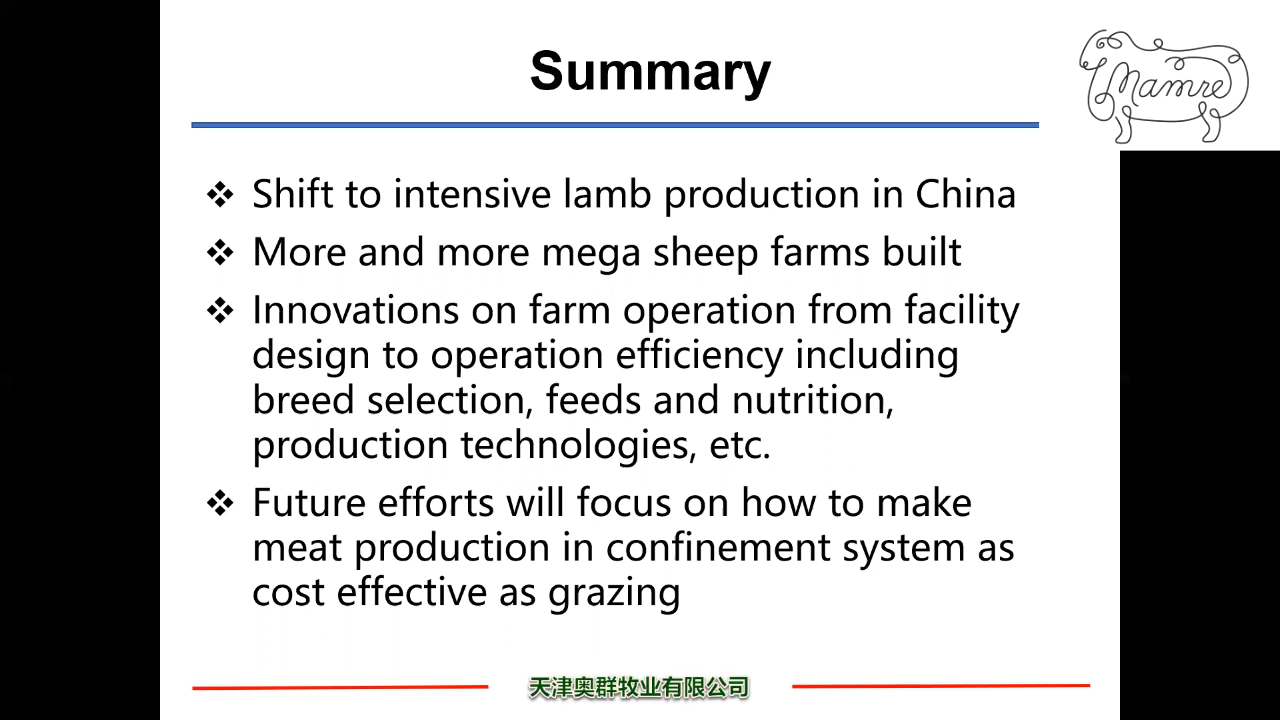 Summary
Mamre
❖ Shift to intensive lamb production in China
❖ More and more mega sheep farms built
❖ Innovations on farm operation from facility
design to operation efficiency including
breed selection, feeds and nutrition,
production technologies, etc.
❖ Future efforts will focus on how to make
meat production in confinement system as
cost effective as grazing
天津奥群牧业有限公司